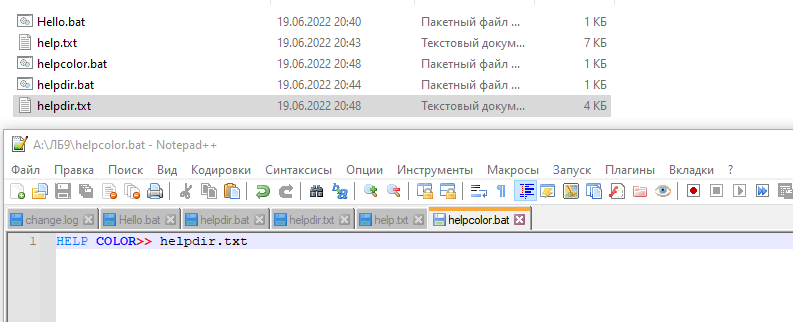 Hello.bat 19.06.2022 20:40 Пакетный файл ... 1 КБ
help.txt 19.06.2022 20:43 Текстовый докум... 7 КБ
helpcolor.bat 19.06.2022 20:48 Пакетный файл ... 1 КБ
helpdir.bat 19.06.2022 20:44 Пакетный файл ... 1 КБ
helpdir.txt 19.06.2022 20:48 Текстовый докум... 4 КБ
A:\ЛБ9\helpcolor.bat - Notepad++
Файл Правка Поиск Вид Кодировки Синтаксисы Опции Инструменты Макросы Запуск Плагины Вкладки ?
change.log Hello.bat helpdir.bat helpdir.txt help.txt helpcolor.bat
1 HELP COLOR>> helpdir.txt